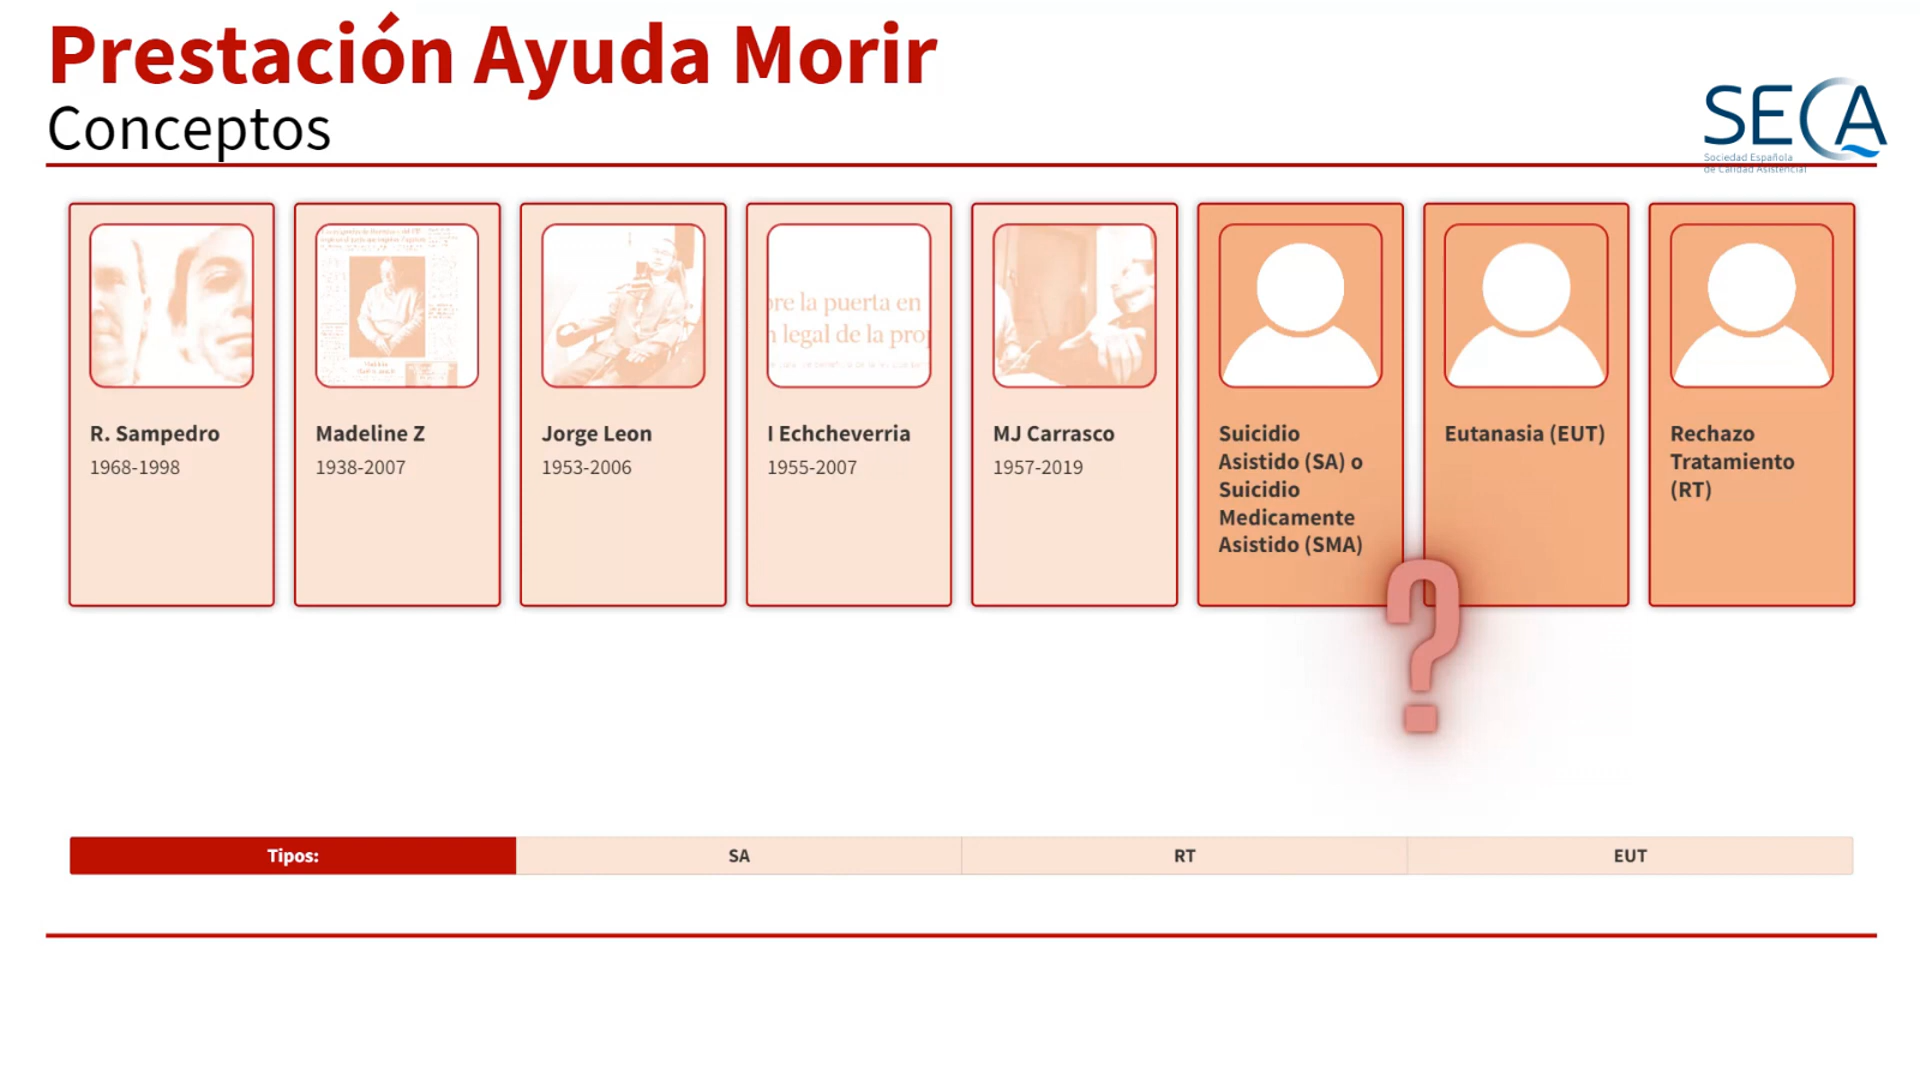 Prestación Ayuda Morir
Conceptos
SECA
Sociedad Española
de Calidad Asistencial
bre la puerta en
n legal de la prop
R. Sampedro
1968-1998
Madeline Z
1938-2007
Jorge Leon
1953-2006
I Echcheverria
1955-2007
MJ Carrasco
1957-2019
Suicidio
Asistido (SA) o
Suicidio
Medicamente
Asistido (SMA)
Eutanasia (EUT)
Rechazo
Tratamiento
(RT)
?
Tipos:
SA
RT
EUT